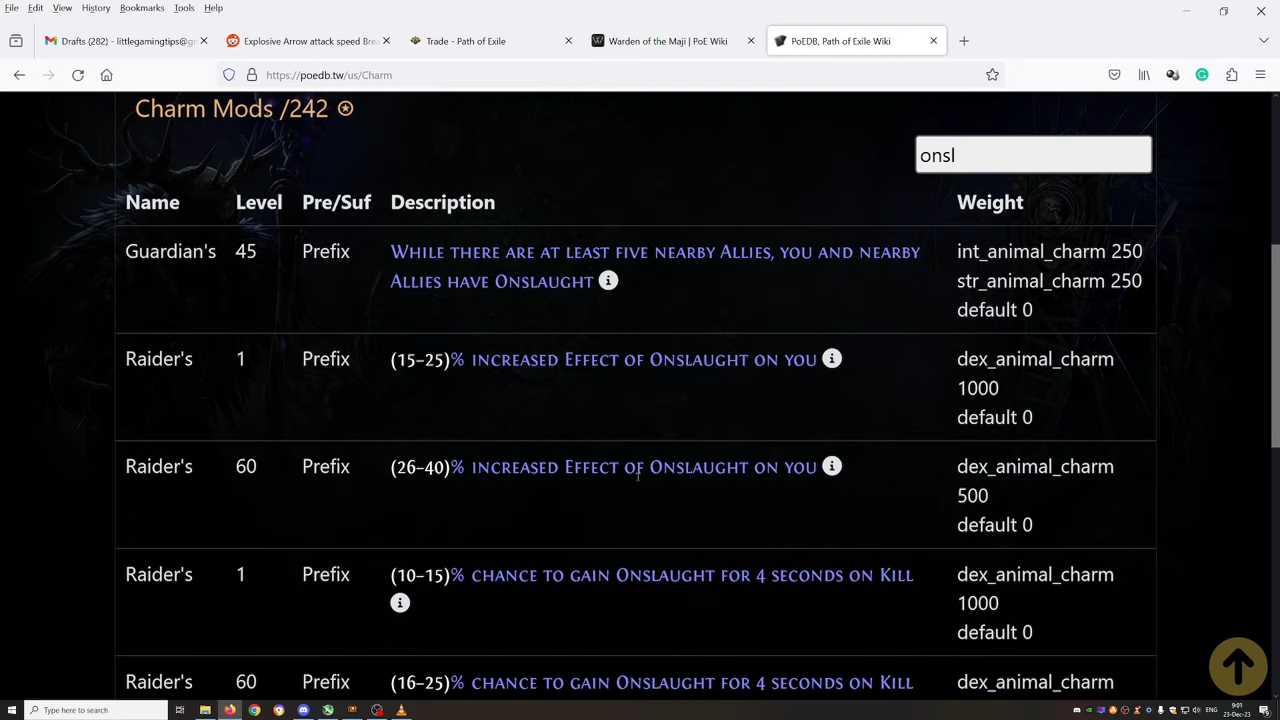 File Edit View History Bookmarks Tools Help
Drafts (282) - littlegamingtips@g
Explosive Arrow attack speed Brea
Trade - Path of Exile
Warden of the Maji | PoE Wiki
PoEDB, Path of Exile Wiki
https://poedb.tw/us/Charm
Charm Mods /242
onsl
Name Level Pre/Suf Description Weight
Guardian's 45 Prefix While there are at least five nearby Allies, you and nearby int_animal_charm 250
Allies have Onslaught str_animal_charm 250
default 0
Raider's 1 Prefix (15–25)% increased Effect of Onslaught on you dex_animal_charm
1000
default 0
Raider's 60 Prefix (26–40)% increased Effect of Onslaught on you dex_animal_charm
500
default 0
Raider's 1 Prefix (10–15)% chance to gain Onslaught for 4 seconds on Kill dex_animal_charm
1000
default 0
Raider's 60 Prefix (16–25)% chance to gain Onslaught for 4 seconds on Kill dex_animal_charm
Type here to search
ENG
9:01
23-Dec-23